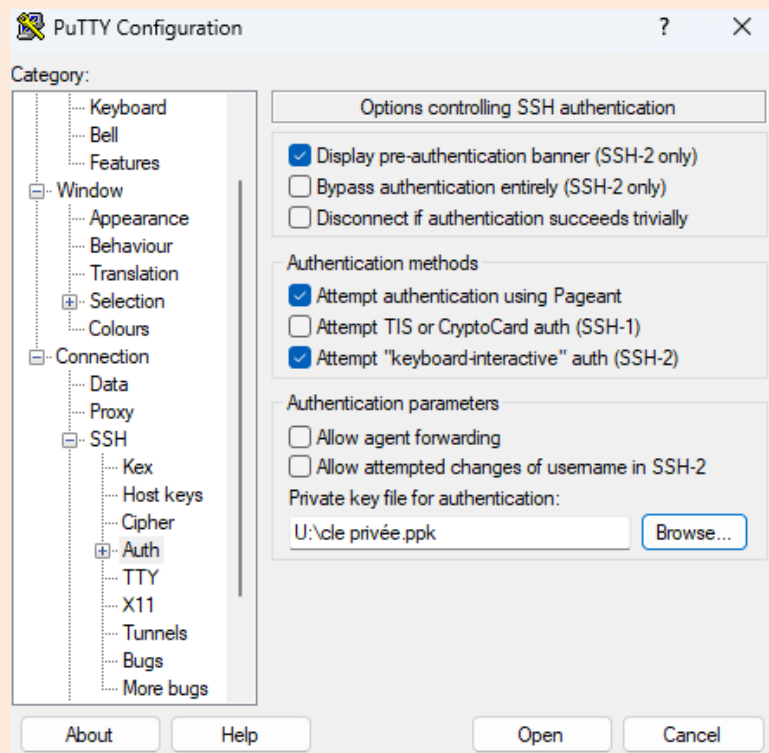 PuTTY Configuration
?
Category:
Keyboard
Bell
Features
Window
Appearance
Behaviour
Translation
Selection
Colours
Connection
Data
Proxy
SSH
Kex
Host keys
Cipher
Auth
TTY
X11
Tunnels
Bugs
More bugs
Options controlling SSH authentication
Display pre-authentication banner (SSH-2 only)
Bypass authentication entirely (SSH-2 only)
Disconnect if authentication succeeds trivially
Authentication methods
Attempt authentication using Pageant
Attempt TIS or CryptoCard auth (SSH-1)
Attempt "keyboard-interactive" auth (SSH-2)
Authentication parameters
Allow agent forwarding
Allow attempted changes of username in SSH-2
Private key file for authentication:
U:\cle privée.ppk
Browse...
About
Help
Open
Cancel